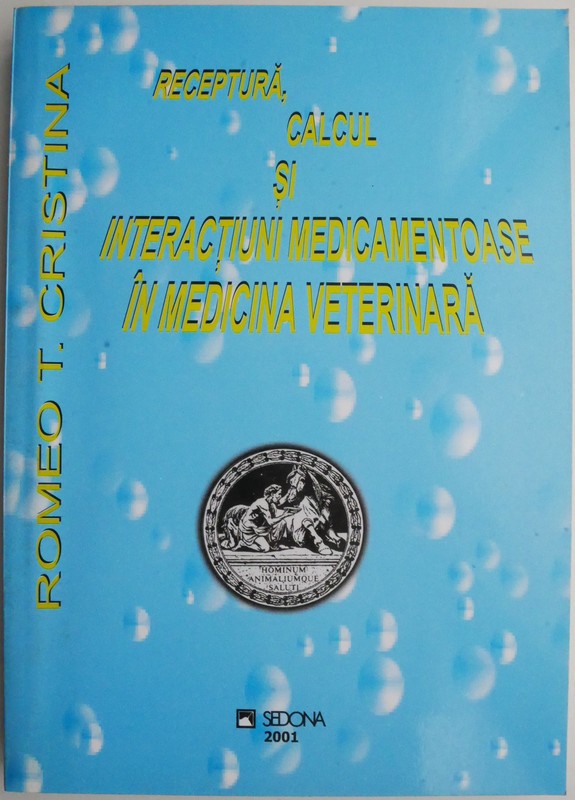 ROMEO T. CRISTINA
RECEPTURĂ,
CALCUL
ȘI
INTERACȚIUNI MEDICAMENTOASE
ÎN MEDICINA VETERINARĂ
HOMINUM
ANIMALIUMQUE
SALUTI
SEDONA
2001